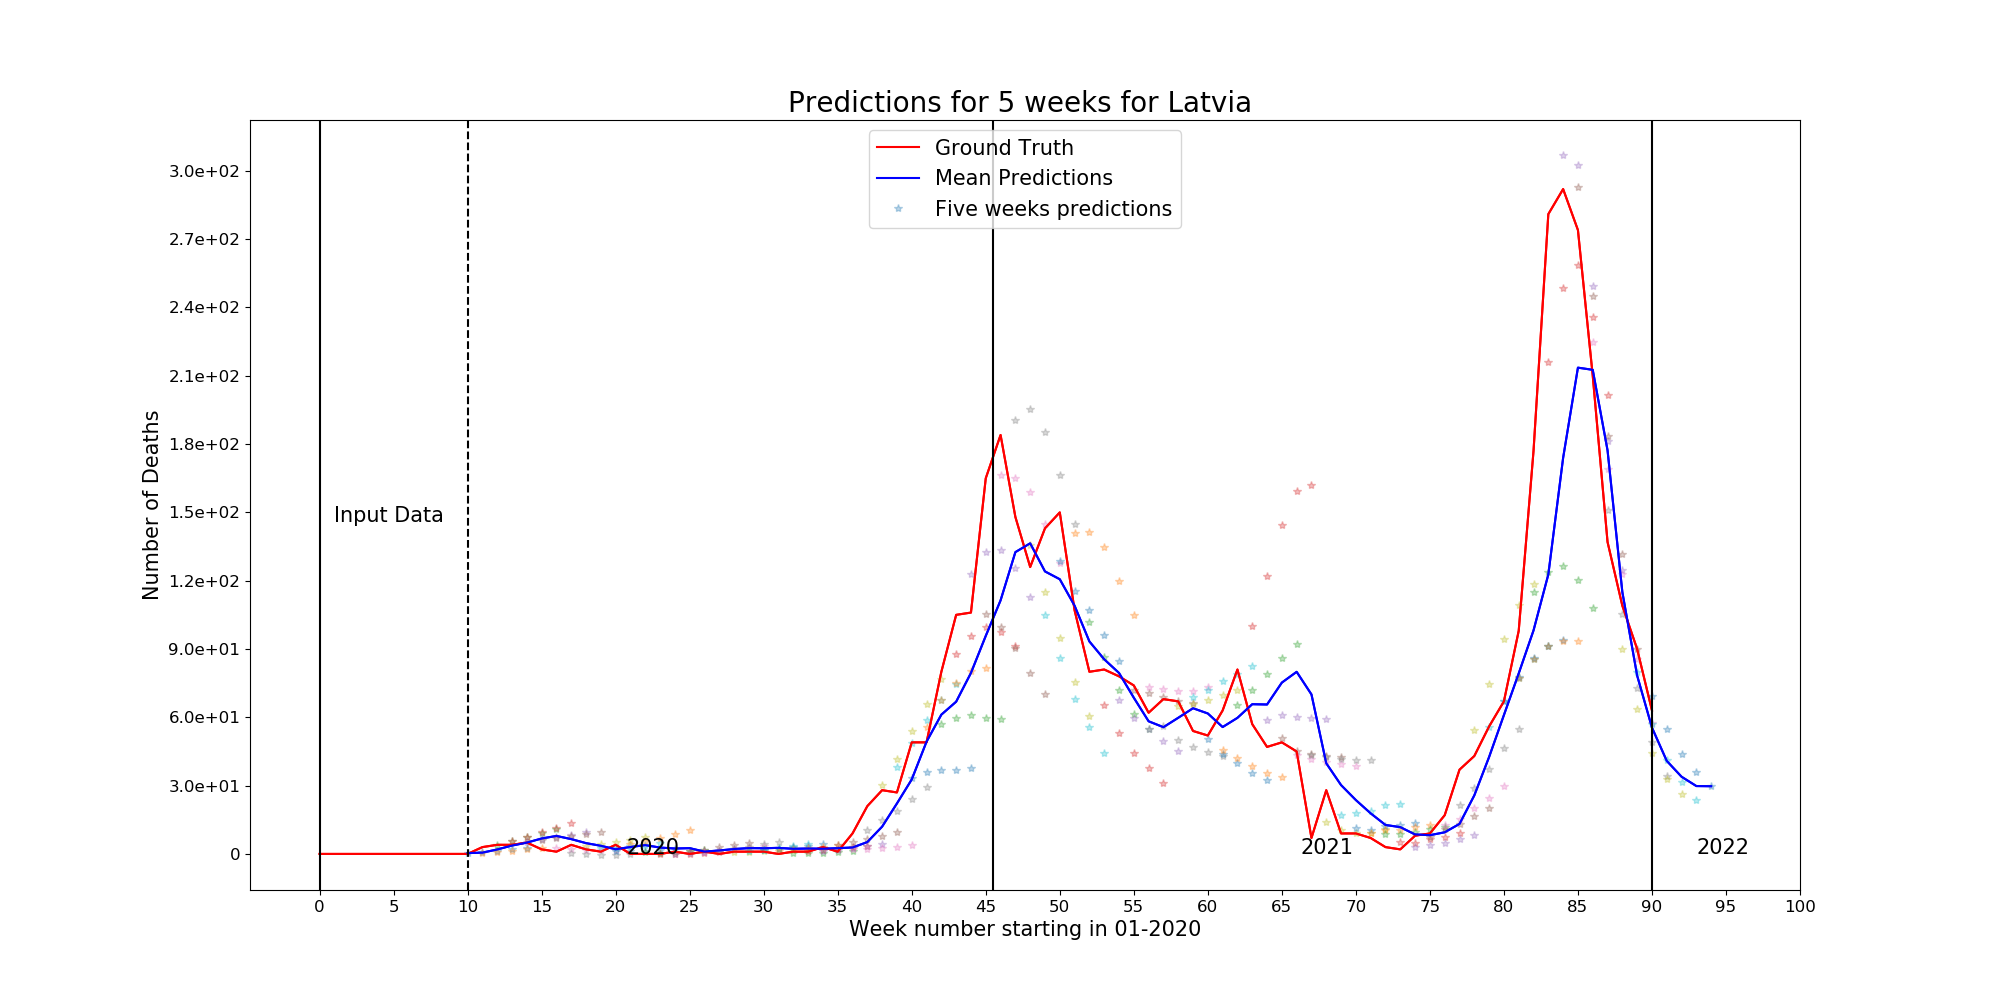 Predictions for 5 weeks for Latvia
Ground Truth
Mean Predictions
Five weeks predictions
3.0e+02
2.7e+02
2.4e+02
2.1e+02
1.8e+02
1.5e+02
1.2e+02
9.0e+01
6.0e+01
3.0e+01
0
Number of Deaths
Input Data
2020
2021
2022
0 5 10 15 20 25 30 35 40 45 50 55 60 65 70 75 80 85 90 95 100
Week number starting in 01-2020